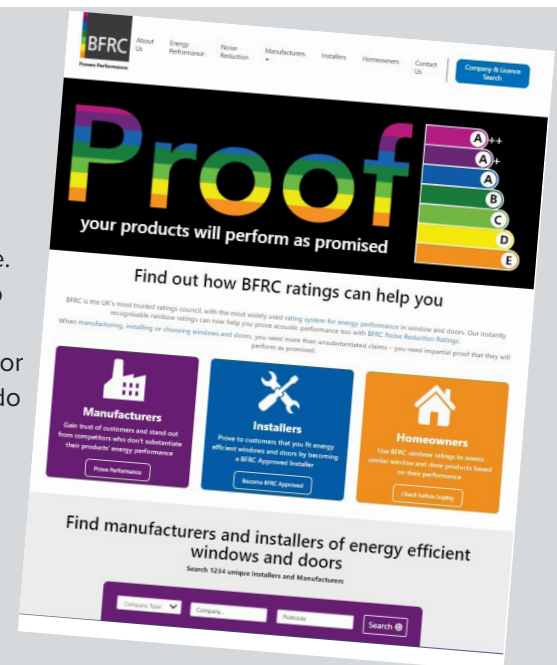 e.
o
or
do
BFRC
Proven Performance.
About
Us
Energy
Performance
Noise
Reduction
Manufacturers
Installers
Homeowners
Contact
Us
Company & Licence
Search
Proof
your products will perform as promised
A++
A+
A
B
C
D
E
Find out how BFRC ratings can help you
BFRC is the UK's most trusted ratings council, with the most widely used rating system for energy performance in window and doors. Our instantly
recognisable rainbow ratings can now help you prove acoustic performance too with BFRC Noise Reduction Ratings.
When manufacturing, installing or choosing windows and doors, you need more than unsubstantiated claims – you need impartial proof that they will
perform as promised.
Manufacturers
Gain trust of customers and stand out
from competitors who don't substantiate
their products' energy performance
Prove Performance
Installers
Prove to customers that you fit energy
efficient windows and doors by becoming
a BFRC Approved Installer
Become BFRC Approved
Homeowners
Use BFRC rainbow ratings to assess
similar window and door products based
on their performance
Check before buying
Find manufacturers and installers of energy efficient
windows and doors
Search 1234 unique Installers and Manufacturers
Company Type
Company...
Postcode
Search